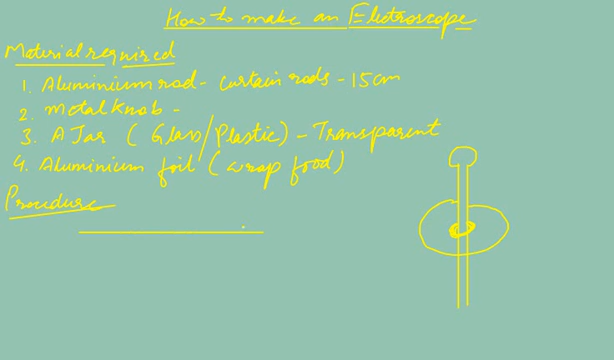 How to make an Electroscope
Material required
1. Aluminium rod - Curtain rods - 15cm
2. Metal Knob -
3. A Jar ( Glass/Plastic) - Transparent
4. Aluminium foil ( wrap food)
Procedure